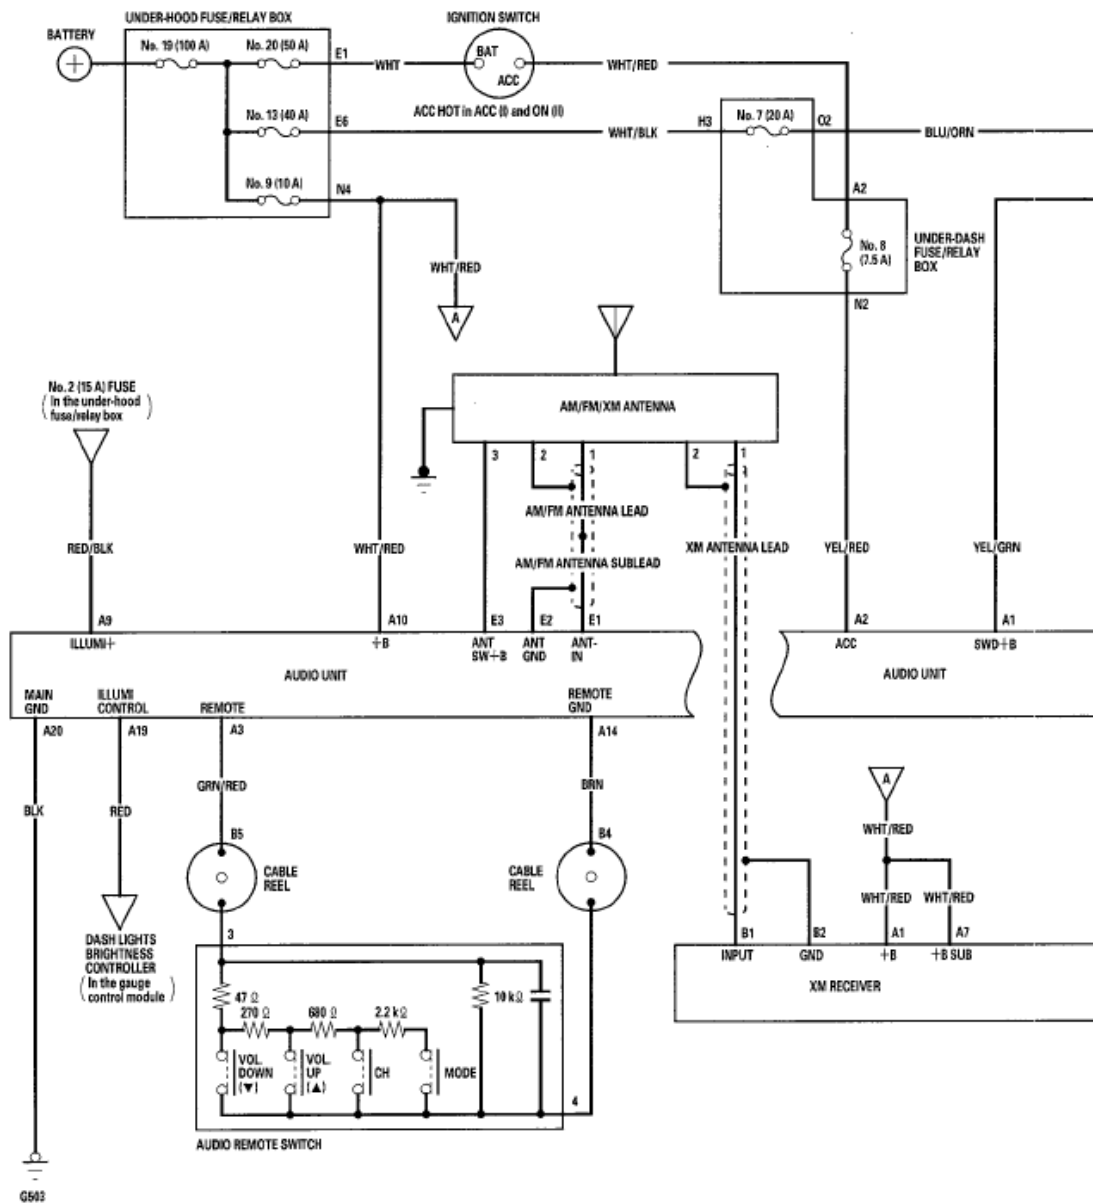 UNDER-HOOD FUSE/RELAY BOX
IGNITION SWITCH
BATTERY
No. 19 (100 A)
No. 20 (50 A)
E1
WHT
BAT
ACC
WHT/RED
ACC HOT in ACC (I) and ON (II)
No. 13 (40 A)
E6
WHT/BLK
H3
No. 7 (20 A)
O2
BLU/ORN
No. 9 (10 A)
N4
A2
No. 8
(7.5 A)
UNDER-DASH
FUSE/RELAY
BOX
N2
WHT/RED
A
No. 2 (15 A) FUSE
In the under-hood
fuse/relay box
AM/FM/XM ANTENNA
3
2
1
2
1
AM/FM ANTENNA LEAD
RED/BLK
WHT/RED
AM/FM ANTENNA SUBLEAD
XM ANTENNA LEAD
YEL/RED
YEL/GRN
A9
A10
E3
E2
E1
A2
A1
ILLUMI+
+B
ANT
SW+B
ANT
GND
ANT-
IN
ACC
SWD+B
AUDIO UNIT
AUDIO UNIT
MAIN
GND
ILLUMI
CONTROL
REMOTE
REMOTE
GND
A20
A19
A3
A14
BLK
RED
GRN/RED
BRN
A
WHT/RED
B5
B4
CABLE
REEL
CABLE
REEL
WHT/RED
WHT/RED
DASH LIGHTS
BRIGHTNESS
CONTROLLER
(In the gauge
control module)
3
B1
B2
A1
A7
INPUT
GND
+B
+B SUB
XM RECEIVER
47 Ω
270 Ω
680 Ω
2.2 kΩ
10 kΩ
VOL.
DOWN
(▼)
VOL.
UP
(▲)
CH
MODE
4
AUDIO REMOTE SWITCH
G503